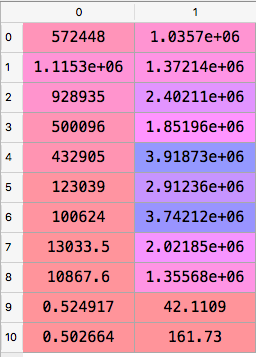 0 1
0 572448 1.0357e+06
1 1.1153e+06 1.37214e+06
2 928935 2.40211e+06
3 500096 1.85196e+06
4 432905 3.91873e+06
5 123039 2.91236e+06
6 100624 3.74212e+06
7 13033.5 2.02185e+06
8 10867.6 1.35568e+06
9 0.524917 42.1109
10 0.502664 161.73